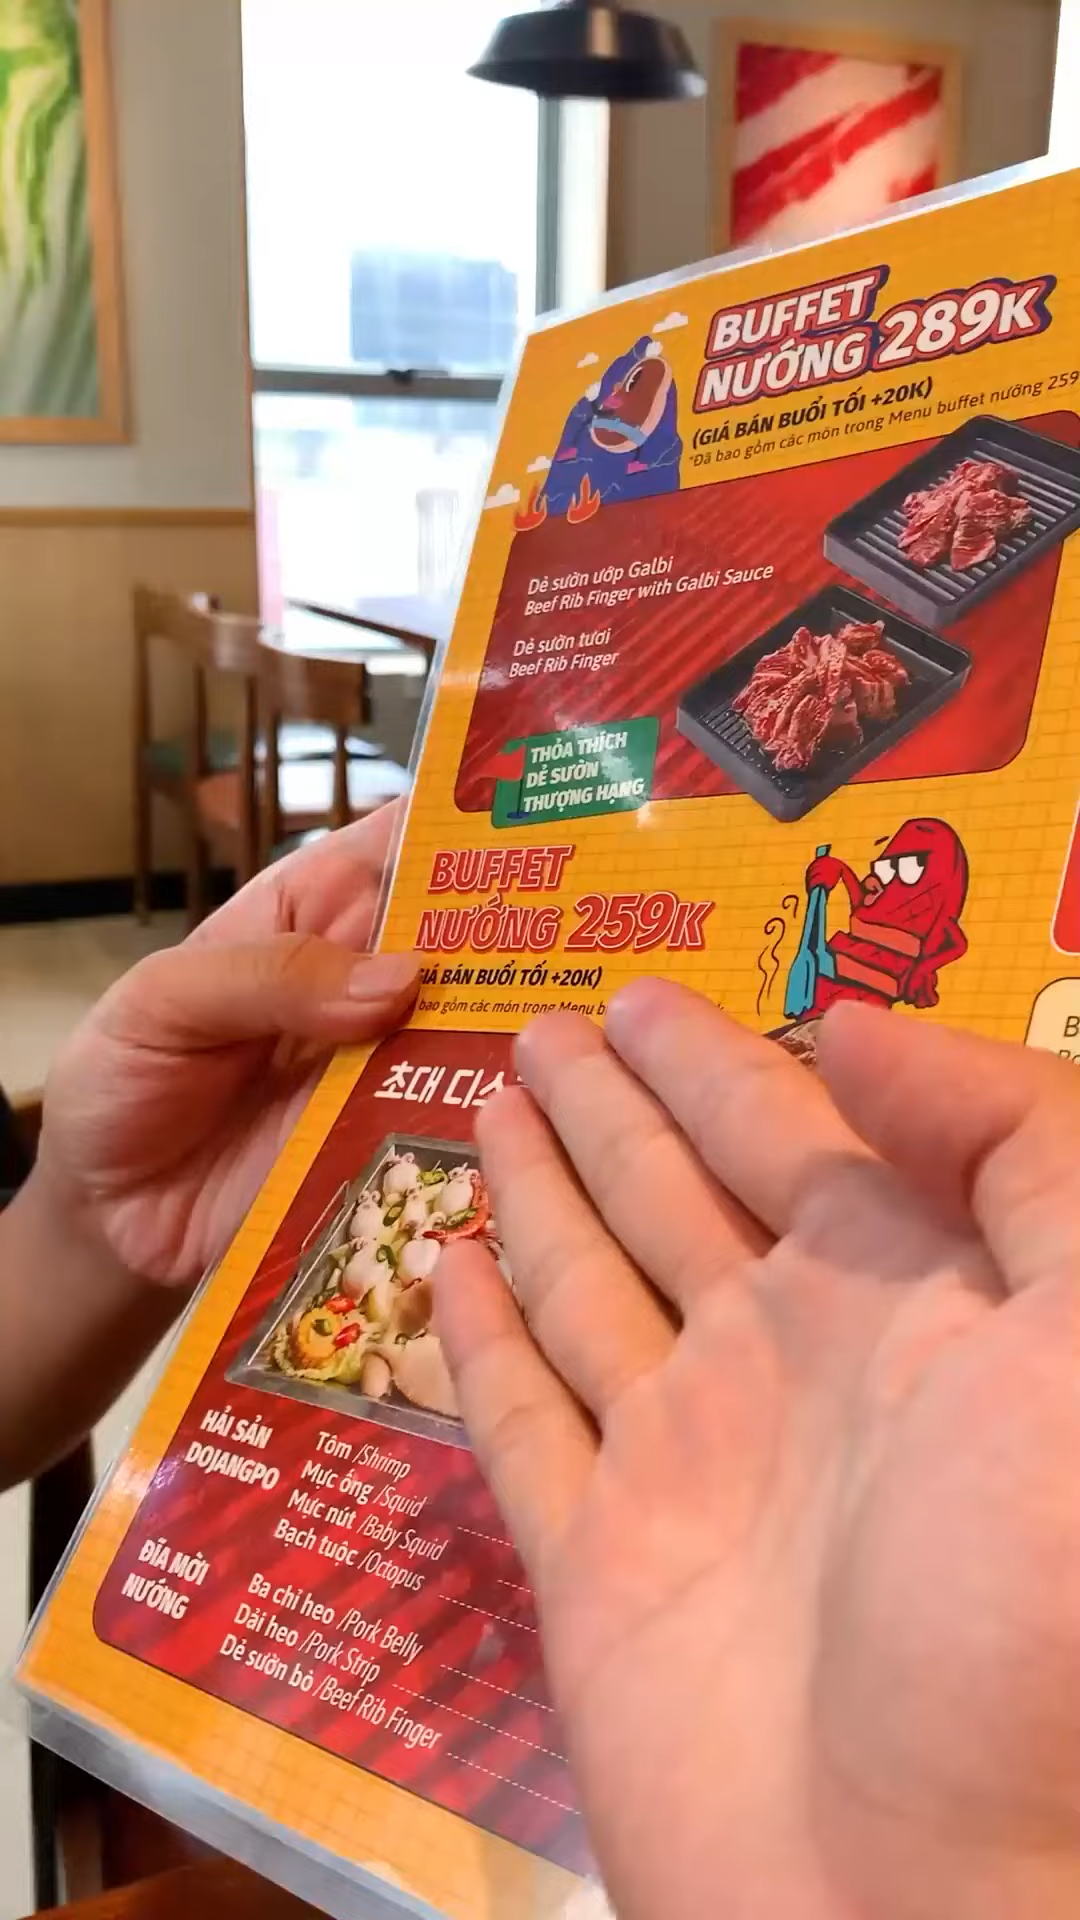 BUFFET
NƯỚNG 289K
(GIÁ BÁN BUỔI TỐI +20K)
*Đã bao gồm các món trong Menu buffet nướng 259
Dẻ sườn ướp Galbi
Beef Rib Finger with Galbi Sauce
Dẻ sườn tươi
Beef Rib Finger
THỎA THÍCH
DẺ SƯỜN
THƯỢNG HẠNG
BUFFET
NƯỚNG 259K
GIÁ BÁN BUỔI TỐI +20K)
bao gồm các món trong Menu
초대 디스
HẢI SẢN
DOJANGPO
Tôm /Shrimp
Mực ống /Squid
Mực nút /Baby Squid
Bạch tuộc /Octopus
ĐĨA MỜI
NƯỚNG
Ba chỉ heo /Pork Belly
Dải heo /Pork Strip
Dẻ sườn bò /Beef Rib Finger